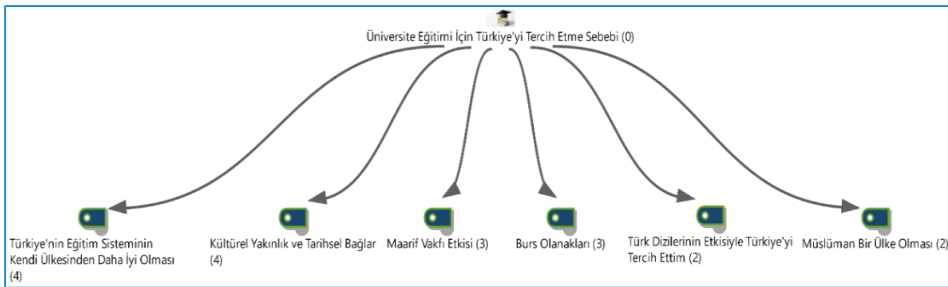 Üniversite Eğitimi İçin Türkiye'yi Tercih Etme Sebebi (0)
Türkiye'nin Eğitim Sisteminin
Kendi Ülkesinden Daha İyi Olması
(4)
Kültürel Yakınlık ve Tarihsel Bağlar
(4)
Maarif Vakfı Etkisi (3)
Burs Olanakları (3)
Türk Dizilerinin Etkisiyle Türkiye'yi
Tercih Ettim (2)
Müslüman Bir Ülke Olması (2)